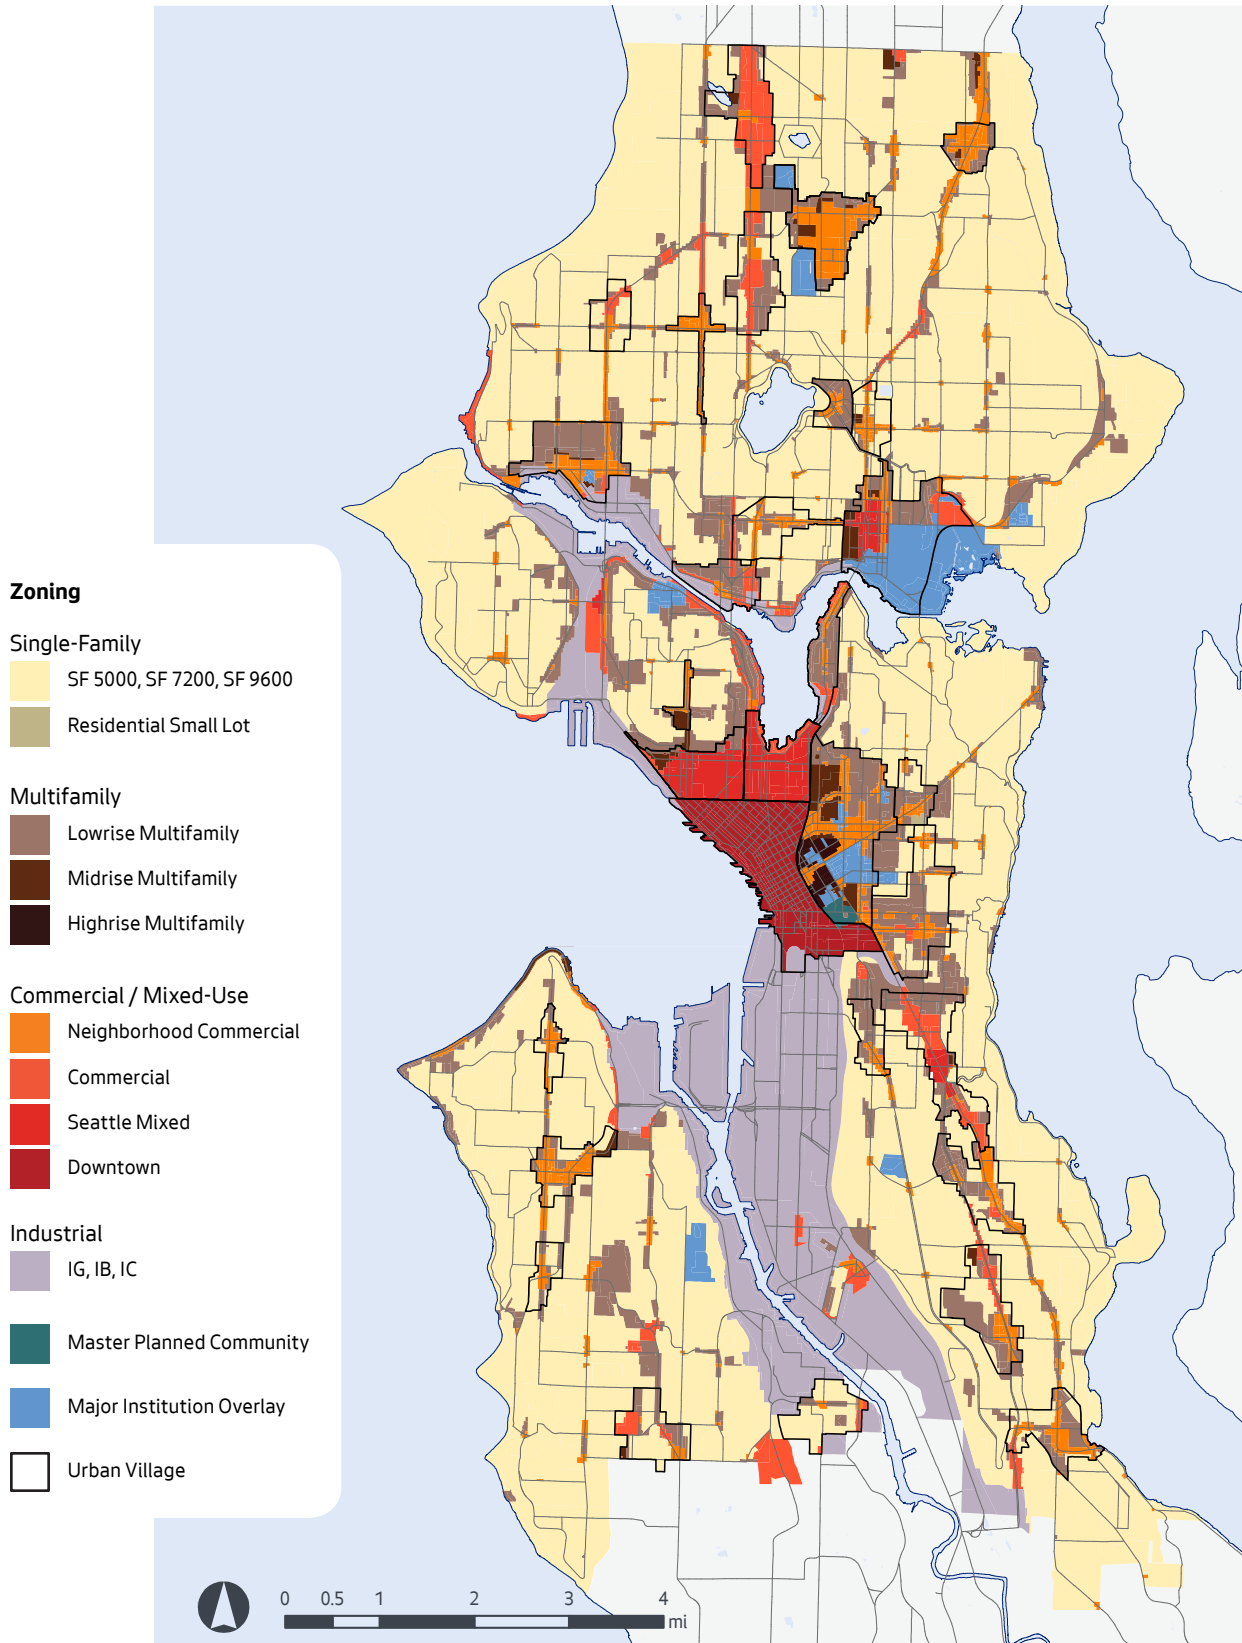 Zoning
Single-Family
SF 5000, SF 7200, SF 9600
Residential Small Lot
Multifamily
Lowrise Multifamily
Midrise Multifamily
Highrise Multifamily
Commercial / Mixed-Use
Neighborhood Commercial
Commercial
Seattle Mixed
Downtown
Industrial
IG, IB, IC
Master Planned Community
Major Institution Overlay
Urban Village
0 0.5 1 2 3 4
mi